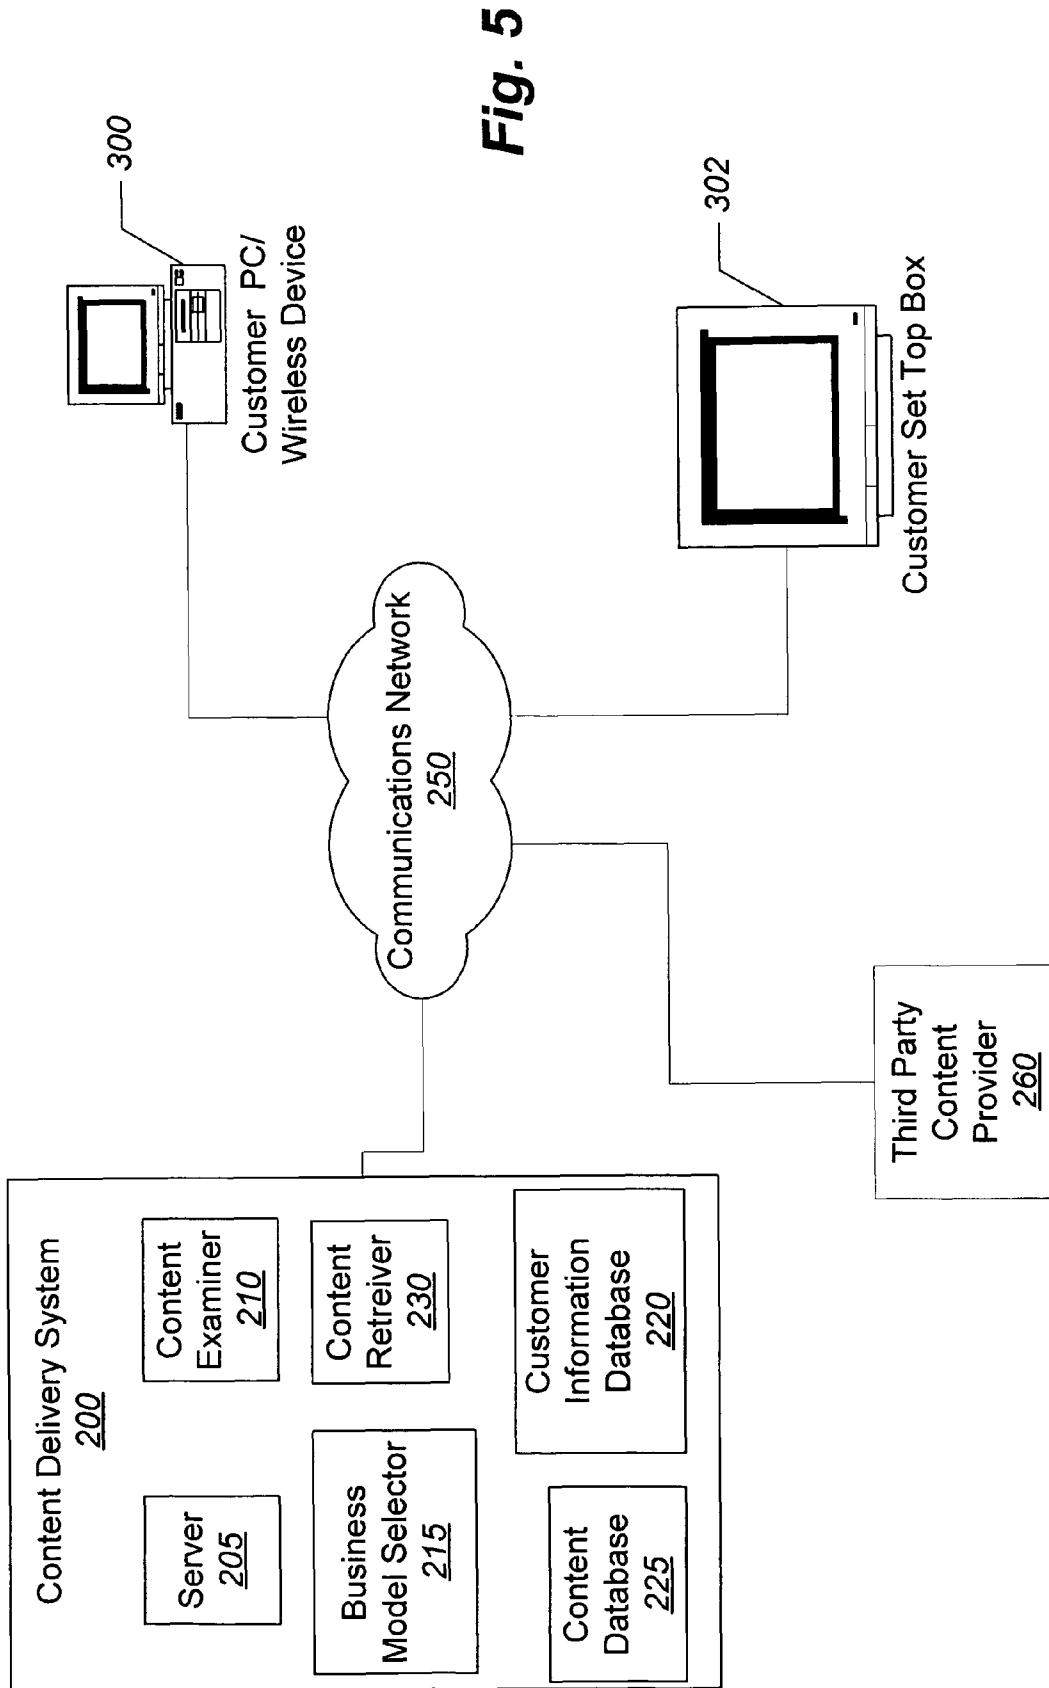 Content Delivery System
200
Server
205
Content
Examiner
210
Business
Model Selector
215
Content
Retreiver
230
Content
Database
225
Customer
Information
Database
220
Communications Network
250
Third Party
Content
Provider
260
300
Customer PC/
Wireless Device
302
Customer Set Top Box
Fig. 5